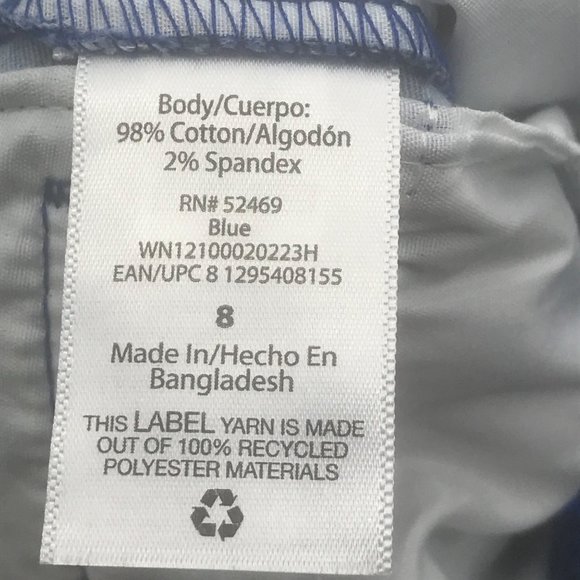 Body/Cuerpo:
98% Cotton/Algodón
2% Spandex
RN# 52469
Blue
WN12100020223H
EAN/UPC 8 1295408155
8
Made In/Hecho En
Bangladesh
THIS LABEL YARN IS MADE
OUT OF 100% RECYCLED
POLYESTER MATERIALS